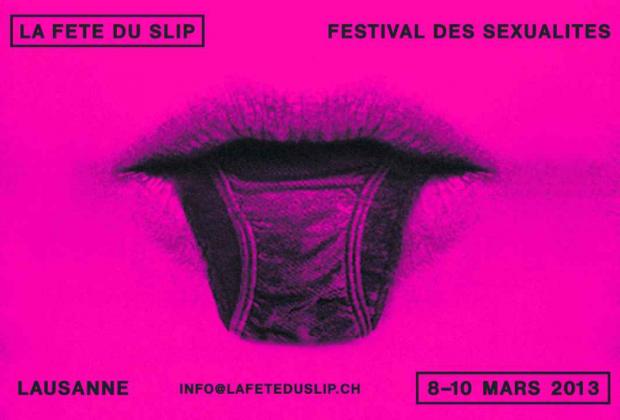 LA FETE DU SLIP
FESTIVAL DES SEXUALITES
LAUSANNE
INFO@LAFETEDUSLIP.CH
8–10 MARS 2013